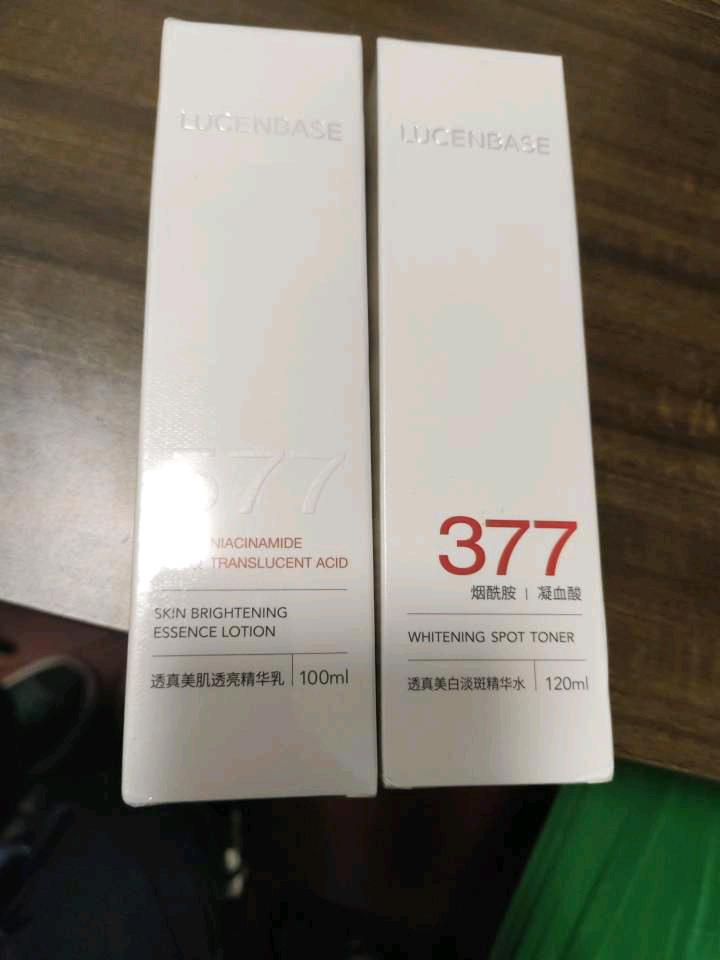 LUCENBASE
577
NIACINAMIDE
TRANSLUCENT ACID
SKIN BRIGHTENING
ESSENCE LOTION
透真美肌透亮精华乳 | 100ml
LUCENBASE
377
烟酰胺 | 凝血酸
WHITENING SPOT TONER
透真美白淡斑精华水 | 120ml